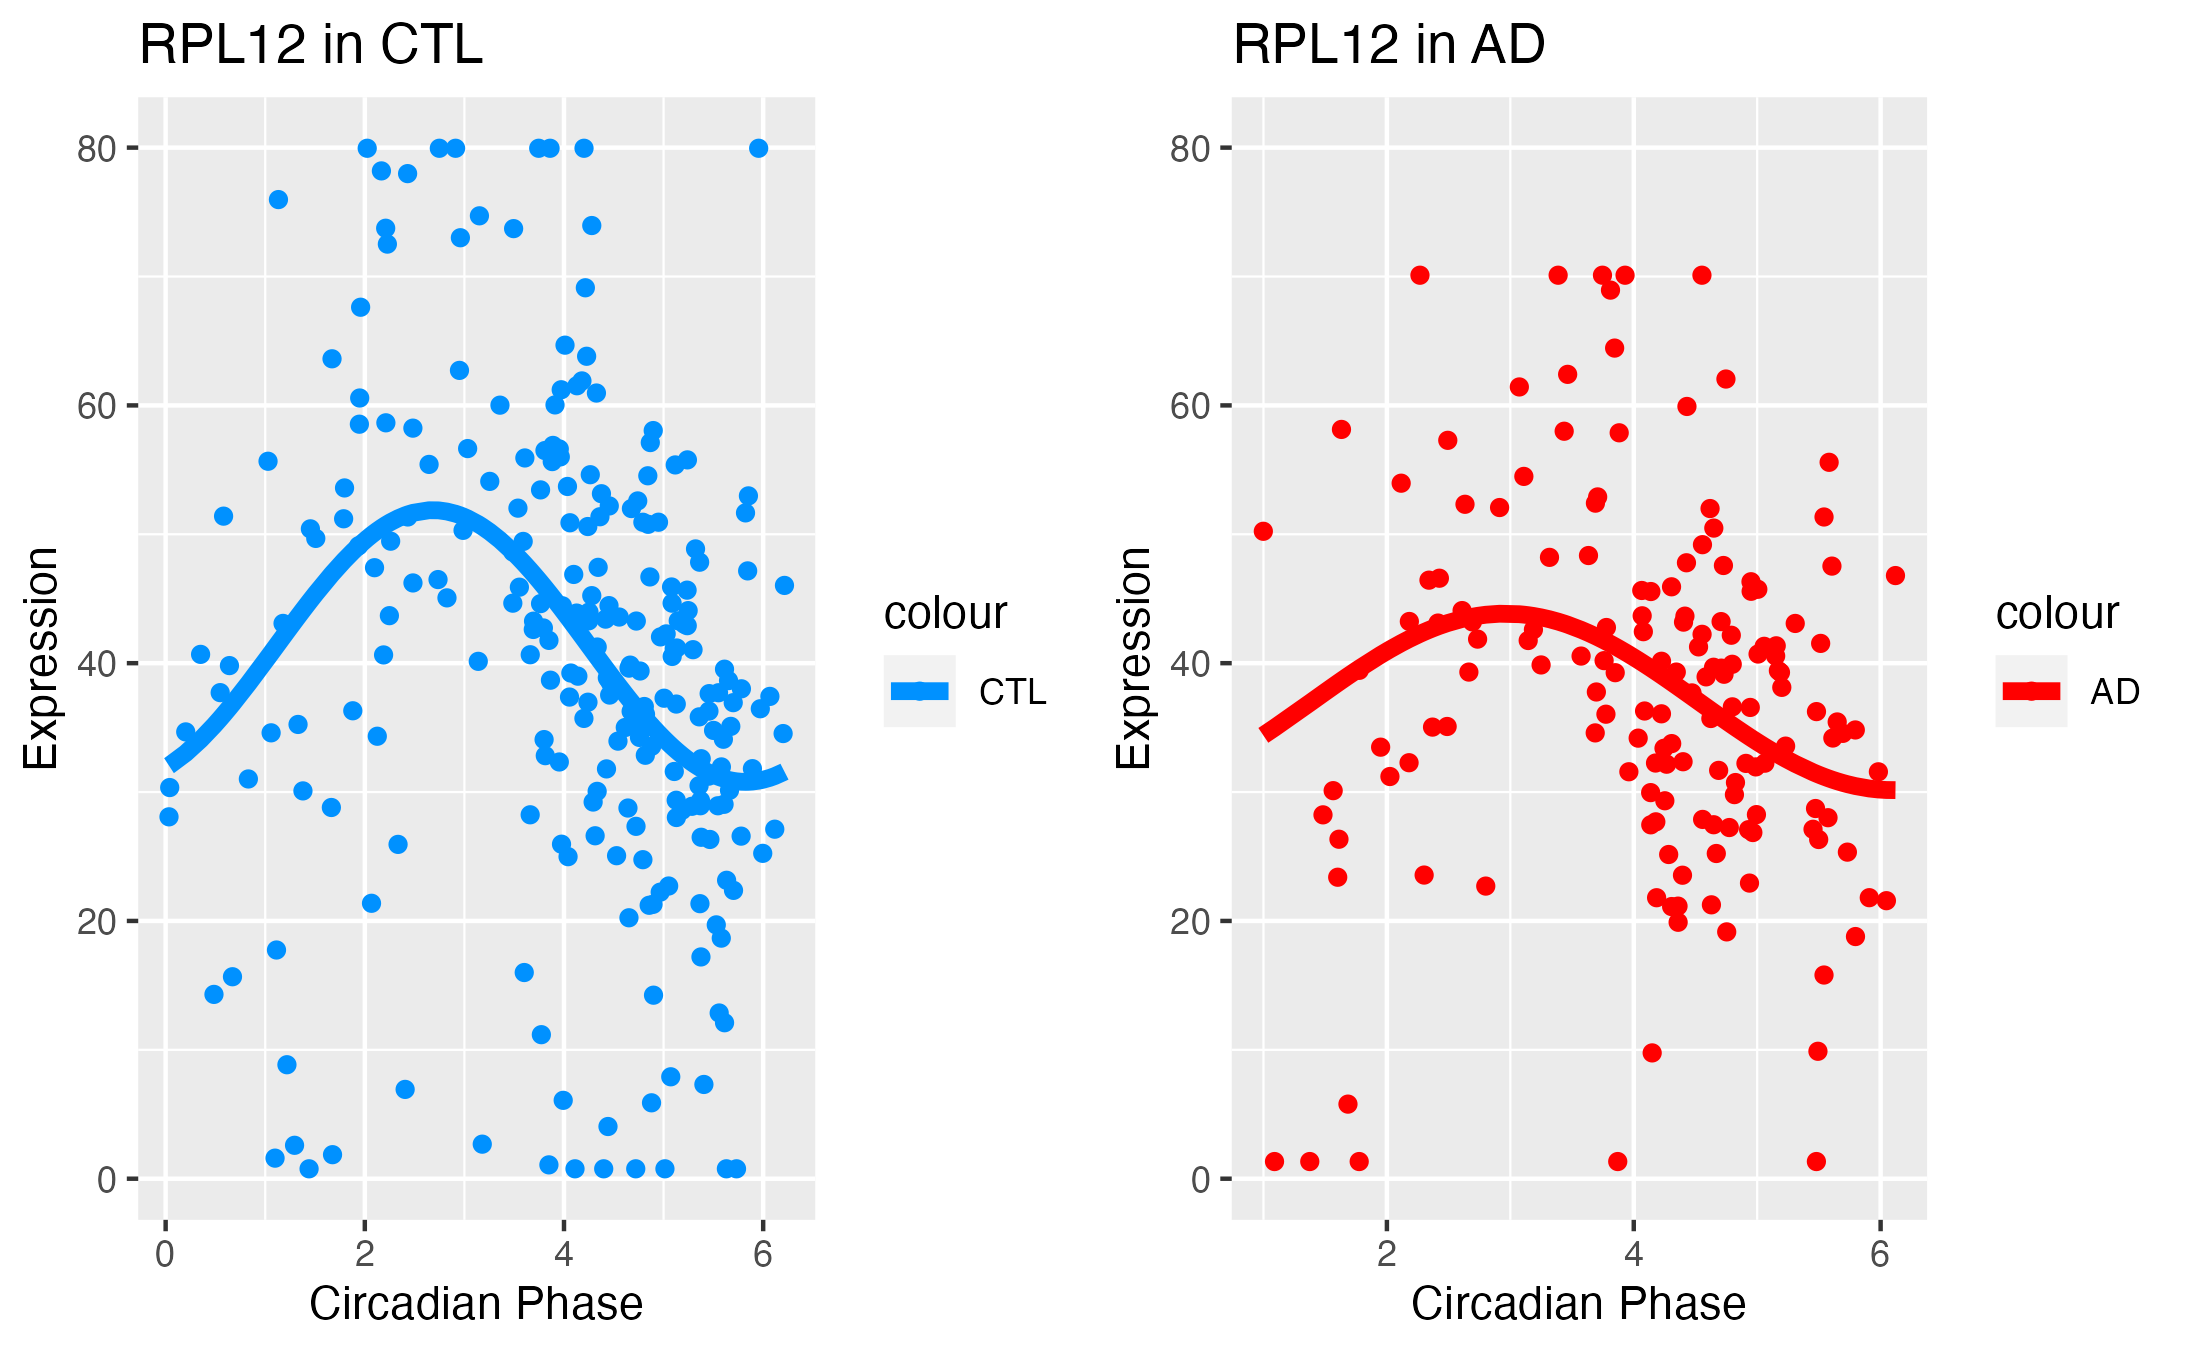 RPL12 in CTL
80
60
40
20
0
Expression
0 2 4 6
Circadian Phase
colour
CTL
RPL12 in AD
80
60
40
20
0
Expression
2 4 6
Circadian Phase
colour
AD